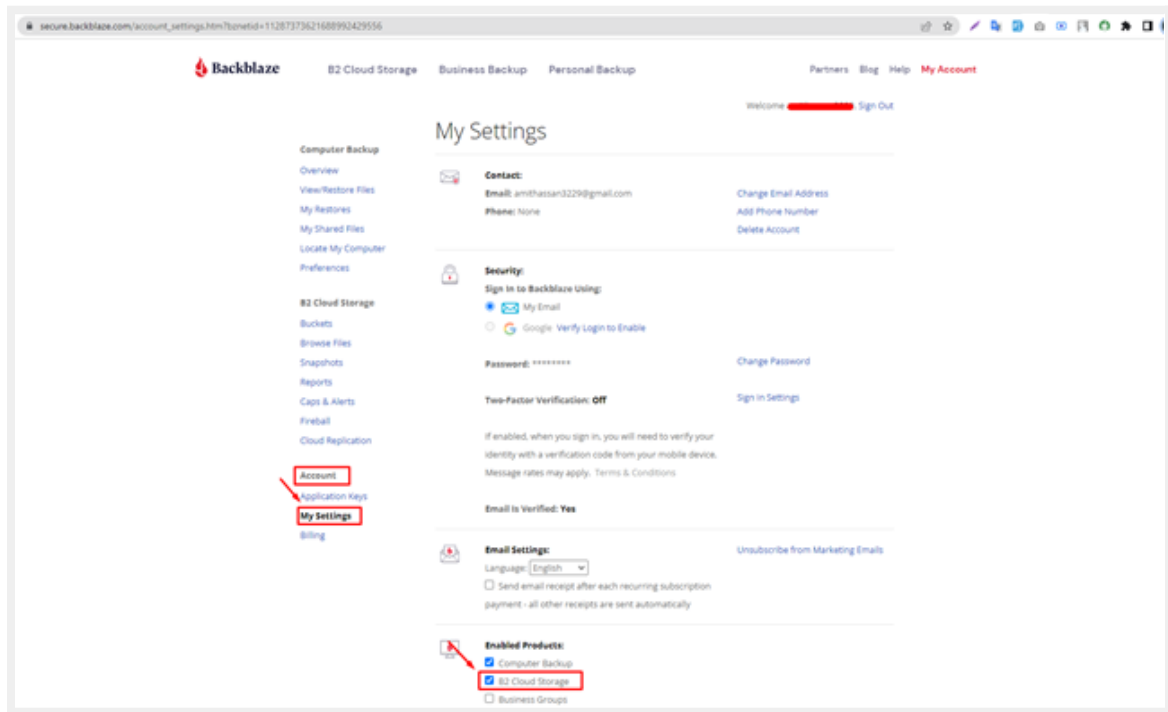 secure.backblaze.com/account_settings.htm?bznetid=11287373621688992429556
Backblaze B2 Cloud Storage Business Backup Personal Backup Partners Blog Help My Account
Welcome Sign Out
My Settings
Computer Backup
Overview
View/Restore Files
My Restores
My Shared Files
Locate My Computer
Preferences
B2 Cloud Storage
Buckets
Browse Files
Snapshots
Reports
Caps & Alerts
Fireball
Cloud Replication
Account
Application Keys
My Settings
Billing
Contact:
Email: amithassan3229@gmail.com Change Email Address
Phone: None Add Phone Number
Delete Account
Security:
Sign In to Backblaze Using:
My Email
Google Verify Login to Enable
Password: ******** Change Password
Two-Factor Verification: Off Sign In Settings
If enabled, when you sign in, you will need to verify your
identity with a verification code from your mobile device.
Message rates may apply. Terms & Conditions
Email Is Verified: Yes
Email Settings: Unsubscribe from Marketing Emails
Language: English
Send email receipt after each recurring subscription
payment - all other receipts are sent automatically
Enabled Products:
Computer Backup
B2 Cloud Storage
Business Groups